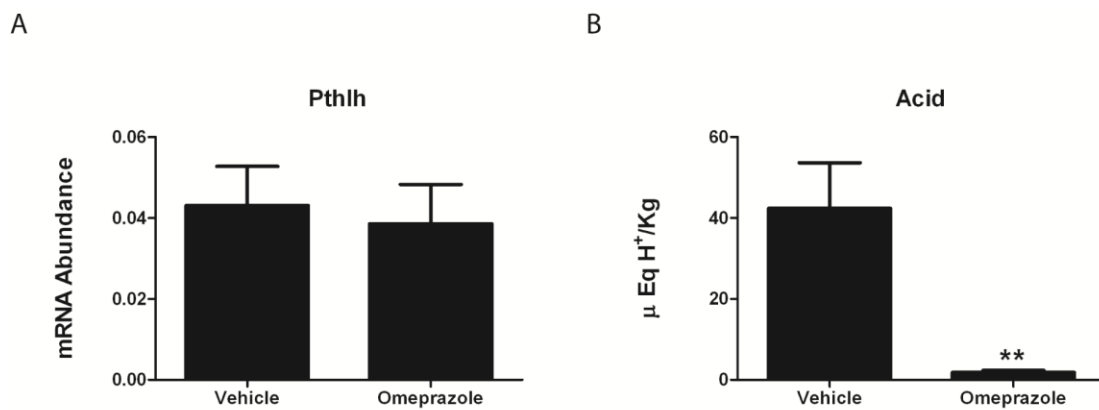 A
Pthlh
mRNA Abundance
0.06
0.04
0.02
0.00
Vehicle
Omeprazole
B
Acid
μ Eq H⁺/Kg
60
40
20
0
**
Vehicle
Omeprazole